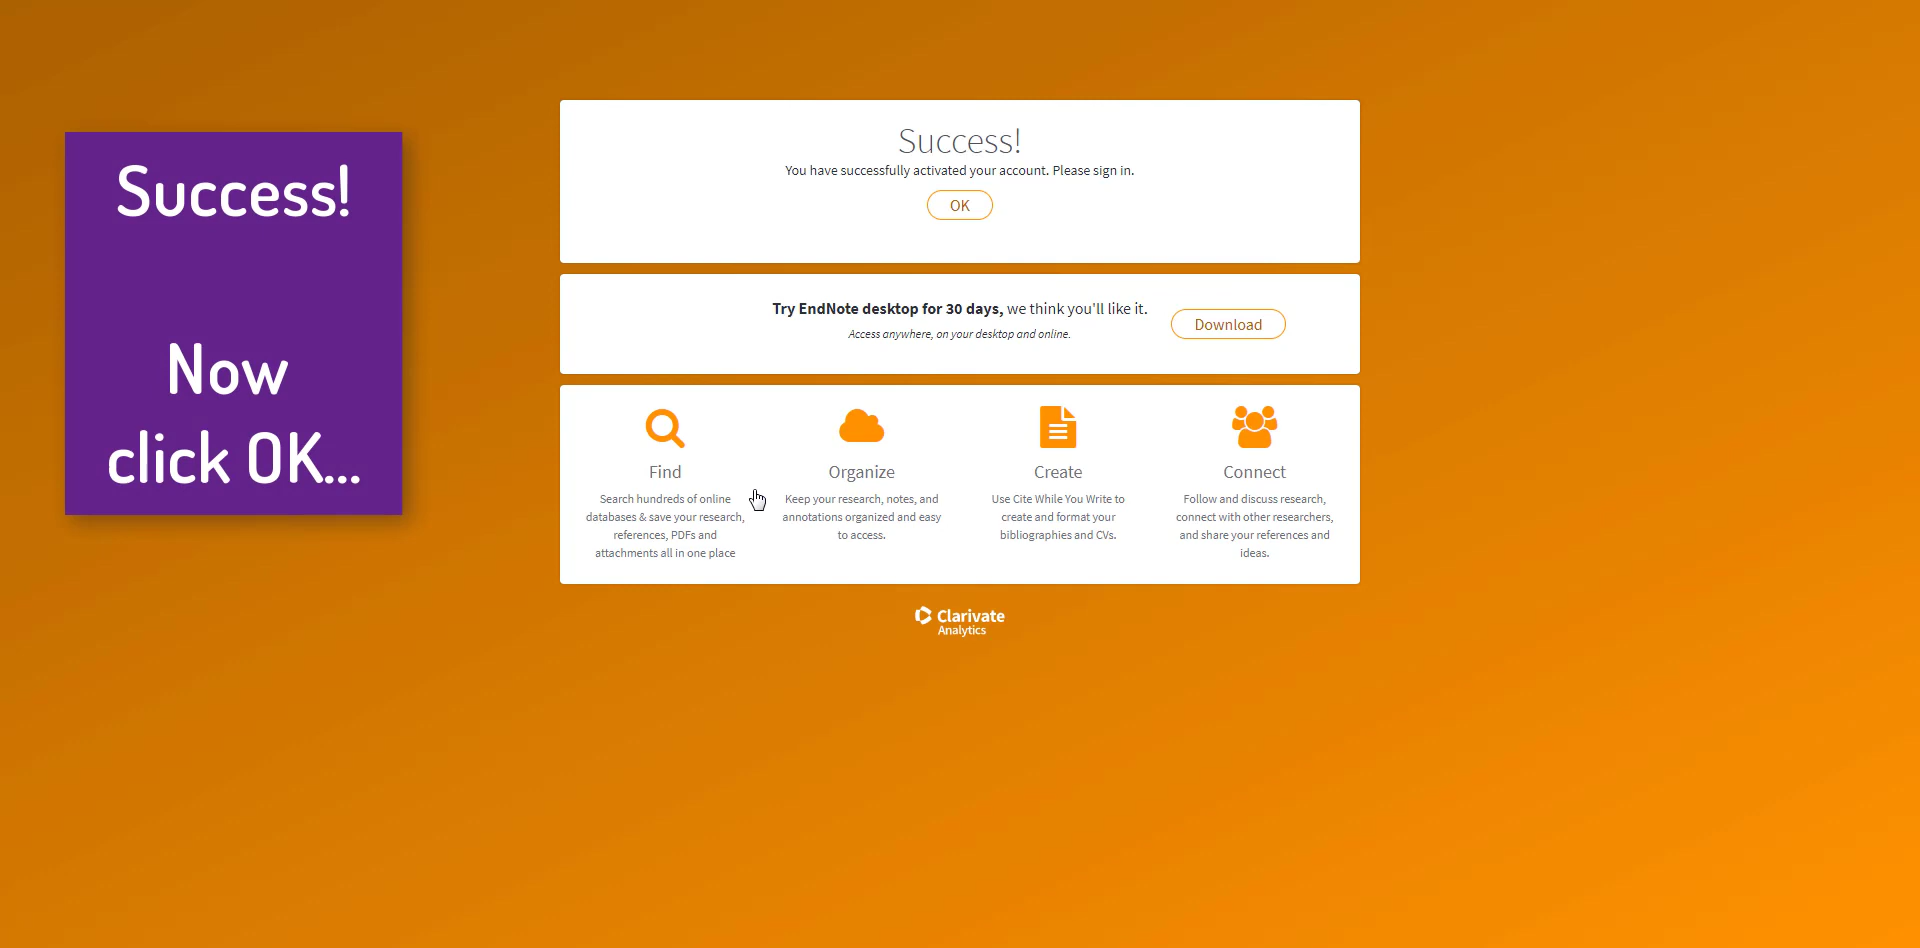 Success!
Now
click OK...
Success!
You have successfully activated your account. Please sign in.
OK
Try EndNote desktop for 30 days, we think you'll like it.
Access anywhere, on your desktop and online.
Download
Find
Search hundreds of online
databases & save your research,
references, PDFs and
attachments all in one place
Organize
Keep your research, notes, and
annotations organized and easy
to access.
Create
Use Cite While You Write to
create and format your
bibliographies and CVs.
Connect
Follow and discuss research,
connect with other researchers,
and share your references and
ideas.
Clarivate
Analytics